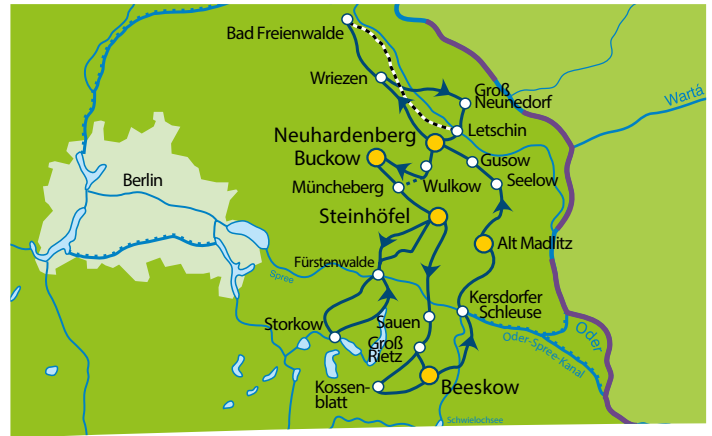 Bad Freienwalde
Wriezen
Groß
Neunedorf
Wartá
Letschin
Neuhardenberg
Buckow
Gusow
Berlin
Müncheberg
Wulkow
Seelow
Steinhöfel
Alt Madlitz
Fürstenwalde
Spree
Kersdorfer
Schleuse
Storkow
Sauen
Groß
Rietz
Oder
Oder-Spree-Kanal
Kossen-
blatt
Beeskow
Schwielochsee